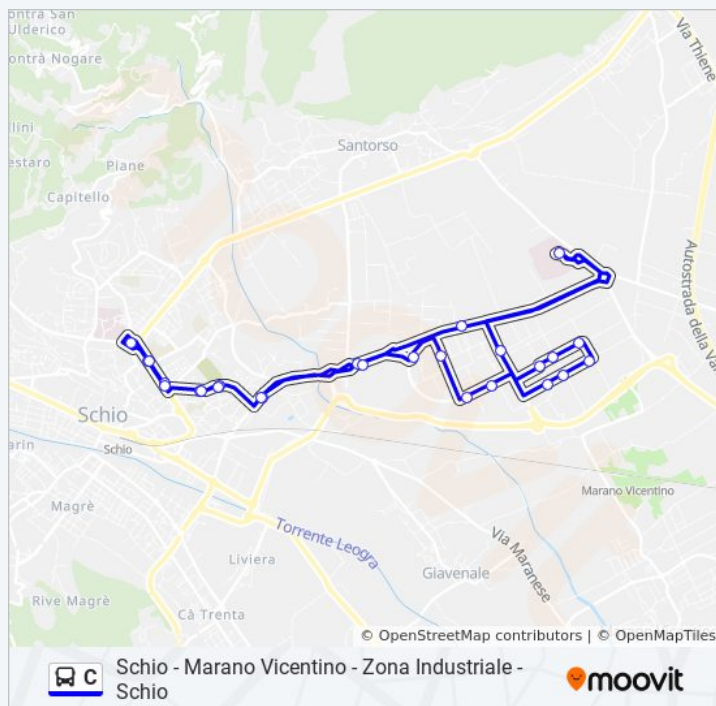 ontrà San
Ulderico
ontrà Nogare
Via Thiene
Santorso
llini
estaro
Piane
Capitello
Autostrada della Val
Schio
Schio
arin
Magrè
Marano Vicentino
Torrente Leogra
Via Maranese
Liviera
Giavenale
Rive Magrè
Cà Trenta
© OpenStreetMap contributors | © OpenMapTiles
C
Schio - Marano Vicentino - Zona Industriale -
Schio
moovit